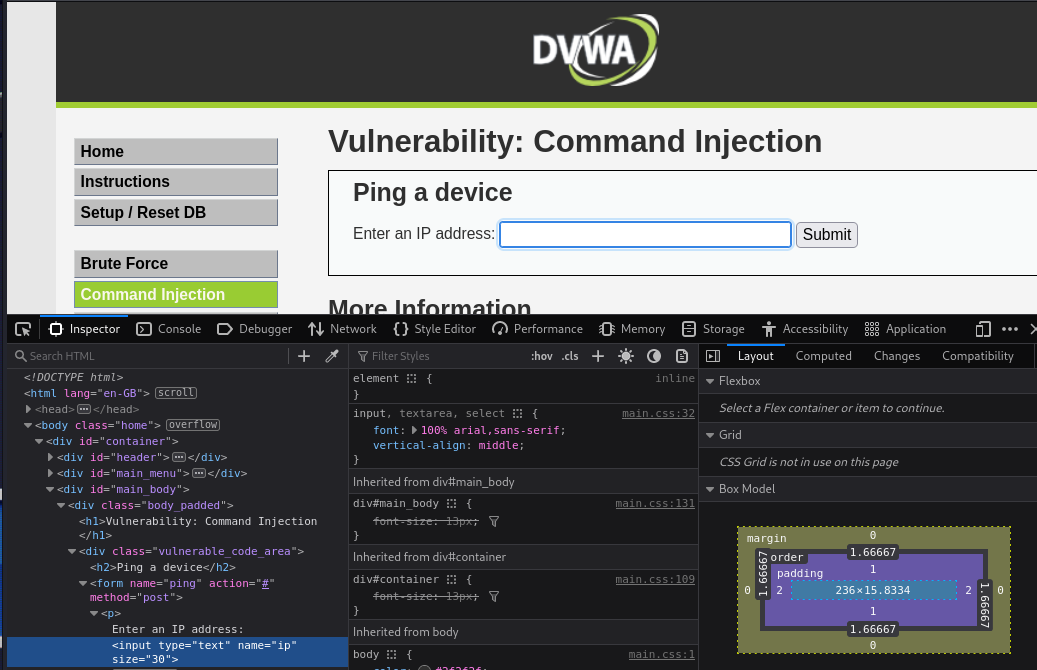 DVWA
Home
Instructions
Setup / Reset DB
Brute Force
Command Injection
Vulnerability: Command Injection
Ping a device
Enter an IP address:
Submit
More Information
Inspector
Console
Debugger
Network
Style Editor
Performance
Memory
Storage
Accessibility
Application
Search HTML
<!DOCTYPE html>
<html lang="en-GB"> scroll
<head> </head>
<body class="home"> overflow
<div id="container">
<div id="header"> </div>
<div id="main_menu"> </div>
<div id="main_body">
<div class="body_padded">
<h1>Vulnerability: Command Injection
</h1>
<div class="vulnerable_code_area">
<h2>Ping a device</h2>
<form name="ping" action="#"
method="post">
<p>
Enter an IP address:
<input type="text" name="ip"
size="30">
Filter Styles
:hov .cls
element { inline
}
input, textarea, select { main.css:32
font: 100% arial,sans-serif;
vertical-align: middle;
}
Inherited from div#main_body
div#main_body { main.css:131
font-size: 13px;
}
Inherited from div#container
div#container { main.css:109
font-size: 13px;
}
Inherited from body
body { main.css:1
Layout
Computed
Changes
Compatibility
Flexbox
Select a Flex container or item to continue.
Grid
CSS Grid is not in use on this page
Box Model
margin 0
order 1.66667
padding 1
0 1.66667 2 236×15.8334 2 1.66667 0
1
1.66667
0